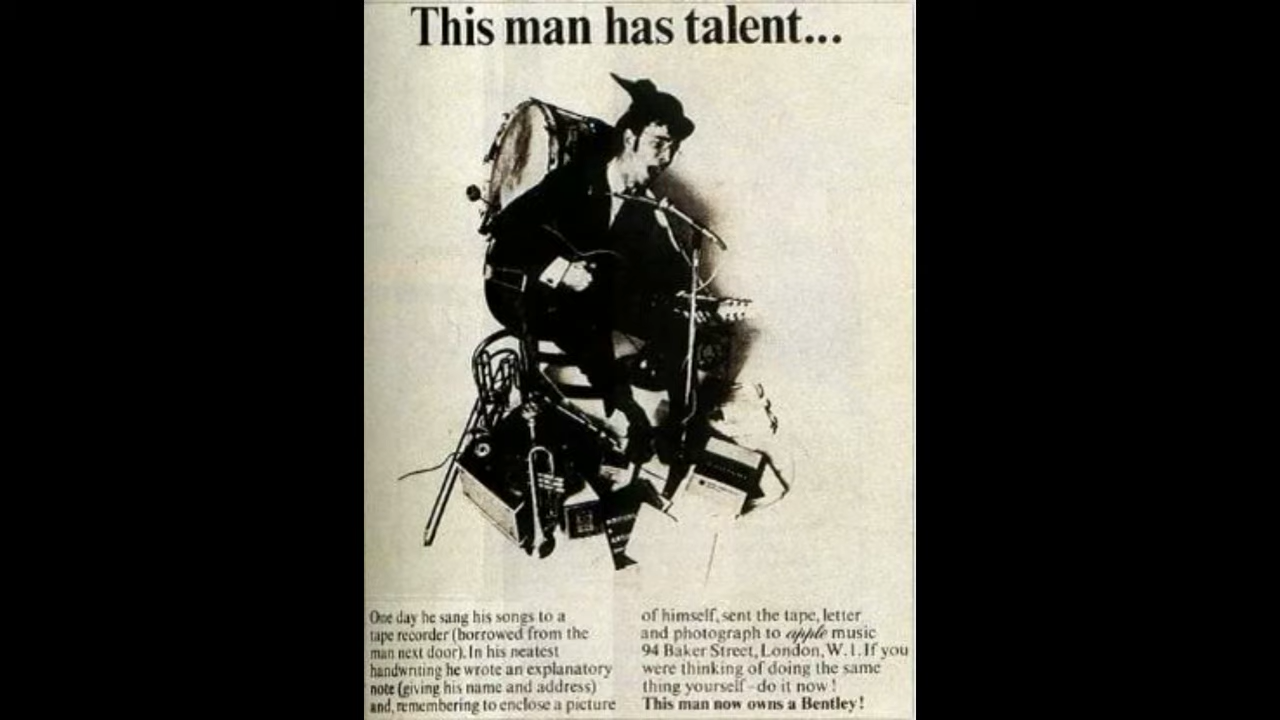 This man has talent...
One day he sang his songs to a
tape recorder (borrowed from the
man next door). In his neatest
handwriting he wrote an explanatory
note (giving his name and address)
and, remembering to enclose a picture
of himself, sent the tape, letter
and photograph to apple music
94 Baker Street, London, W.1. If you
were thinking of doing the same
thing yourself - do it now!
This man now owns a Bentley!